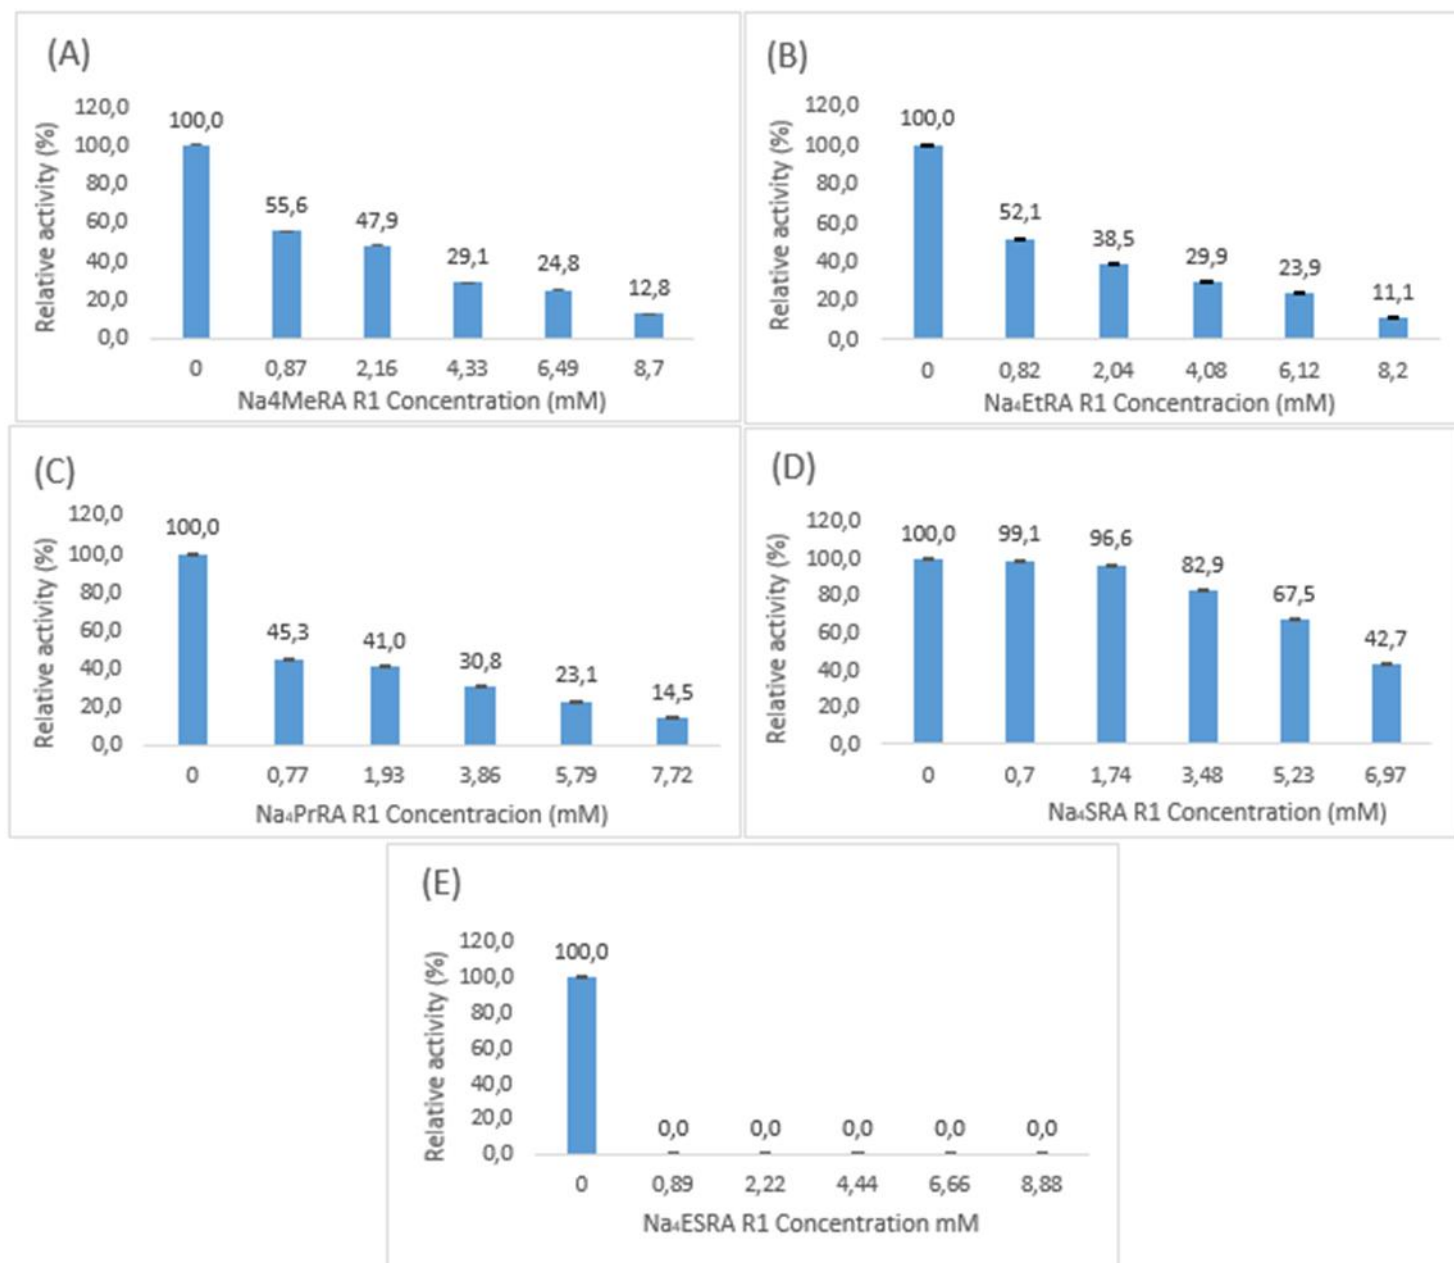 (A)
Relative activity (%)
120,0
100,0
80,0
60,0
40,0
20,0
0,0
100,0
55,6
47,9
29,1
24,8
12,8
0 0,87 2,16 4,33 6,49 8,7
Na4MeRA R1 Concentration (mM)
(B)
Relative activity (%)
120,0
100,0
80,0
60,0
40,0
20,0
0,0
100,0
52,1
38,5
29,9
23,9
11,1
0 0,82 2,04 4,08 6,12 8,2
Na₄EtRA R1 Concentracion (mM)
(C)
Relative activity (%)
120,0
100,0
80,0
60,0
40,0
20,0
0,0
100,0
45,3
41,0
30,8
23,1
14,5
0 0,77 1,93 3,86 5,79 7,72
Na₄PrRA R1 Concentracion (mM)
(D)
Relative activity (%)
120,0
100,0
80,0
60,0
40,0
20,0
0,0
100,0
99,1
96,6
82,9
67,5
42,7
0 0,7 1,74 3,48 5,23 6,97
Na₄SRA R1 Concentration (mM)
(E)
Relative activity (%)
120,0
100,0
80,0
60,0
40,0
20,0
0,0
100,0
0,0 0,0 0,0 0,0 0,0
0 0,89 2,22 4,44 6,66 8,88
Na₄ESRA R1 Concentration mM